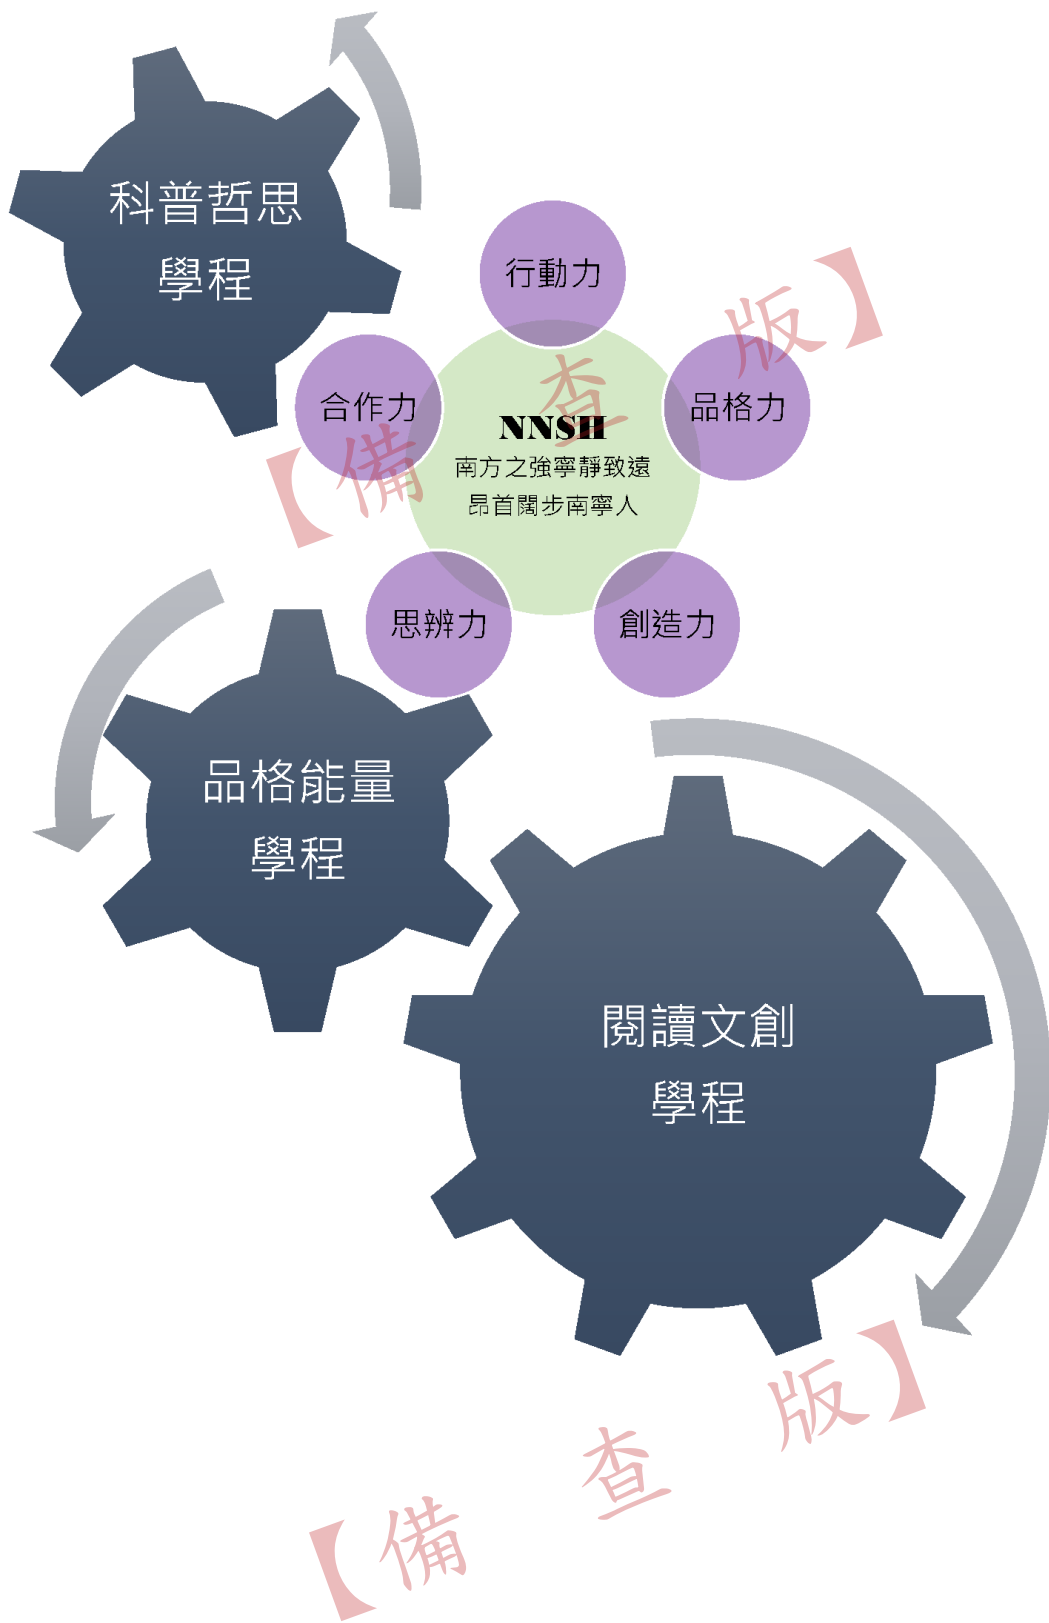 科普哲思
學程
行動力
合作力
品格力
NNSH
南方之強寧靜致遠
昂首闊步南寧人
思辨力
創造力
【備查版】
品格能量
學程
閱讀文創
學程
【備查版】